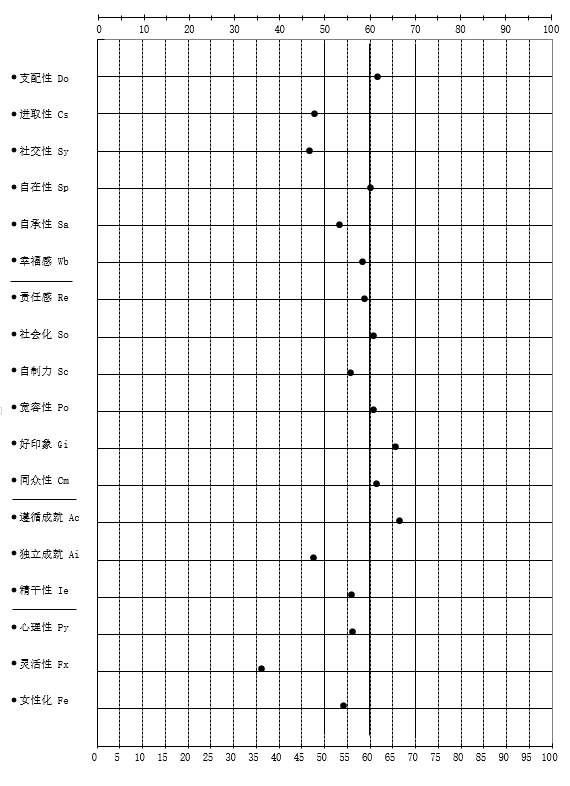 0 10 20 30 40 50 60 70 80 90 100
● 支配性 Do
● 进取性 Cs
● 社交性 Sy
● 自在性 Sp
● 自承性 Sa
● 幸福感 Wb
● 责任感 Re
● 社会化 So
● 自制力 Sc
● 宽容性 Po
● 好印象 Gi
● 同众性 Cm
● 遵循成就 Ac
● 独立成就 Ai
● 精干性 Ie
● 心理性 Py
● 灵活性 Fx
● 女性化 Fe
0 5 10 15 20 25 30 35 40 45 50 55 60 65 70 75 80 85 90 95 100